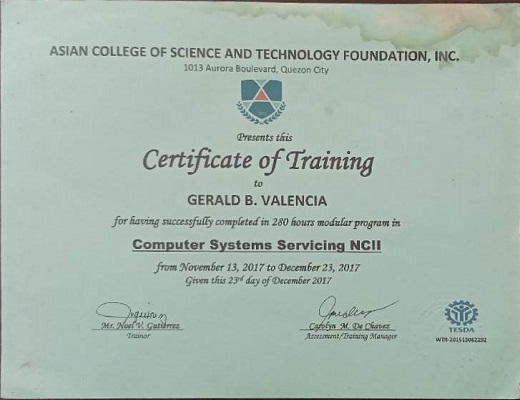 ASIAN COLLEGE OF SCIENCE AND TECHNOLOGY FOUNDATION, INC.
1013 Aurora Boulevard, Quezon City
Presents this
Certificate of Training
to
GERALD B. VALENCIA
for having successfully completed in 280 hours modular program in
Computer Systems Servicing NCII
from November 13, 2017 to December 23, 2017
Given this 23rd day of December 2017
Mr. Noel V. Gutierrez
Trainor
Carolyn M. De Chavez
Assessment/Training Manager
TESDA